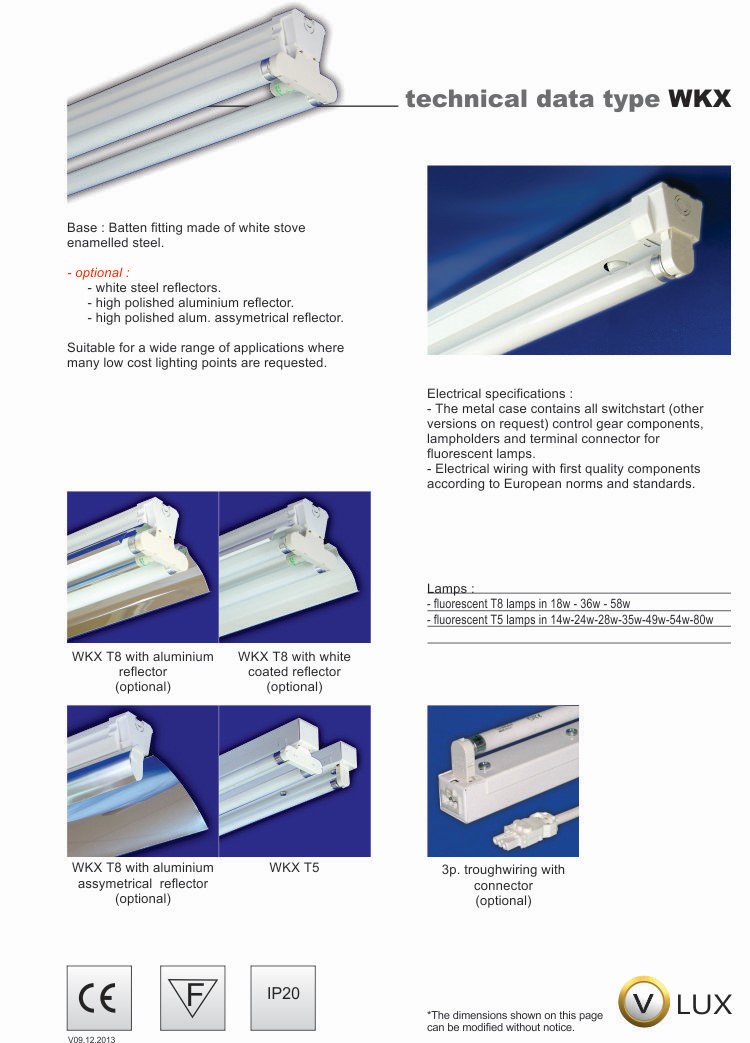 technical data type WKX
Base : Batten fitting made of white stove
enamelled steel.
- optional :
- white steel reflectors.
- high polished aluminium reflector.
- high polished alum. assymetrical reflector.
Suitable for a wide range of applications where
many low cost lighting points are requested.
Electrical specifications :
- The metal case contains all switchstart (other
versions on request) control gear components,
lampholders and terminal connector for
fluorescent lamps.
- Electrical wiring with first quality components
according to European norms and standards.
Lamps :
- fluorescent T8 lamps in 18w - 36w - 58w
- fluorescent T5 lamps in 14w-24w-28w-35w-49w-54w-80w
WKX T8 with aluminium
reflector
(optional)
WKX T8 with white
coated reflector
(optional)
WKX T8 with aluminium
assymetrical reflector
(optional)
WKX T5
3p. troughwiring with
connector
(optional)
CE
F
IP20
V09.12.2013
*The dimensions shown on this page
can be modified without notice.
V LUX